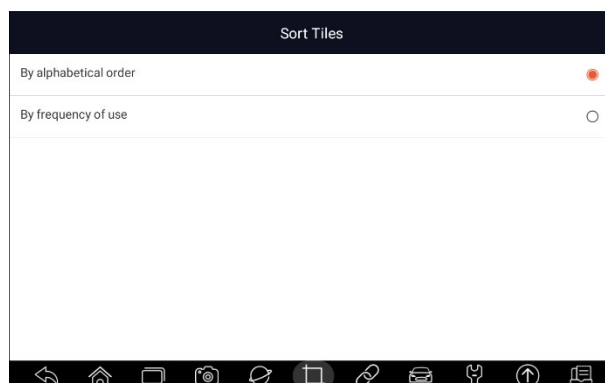 Sort Tiles
By alphabetical order
By frequency of use